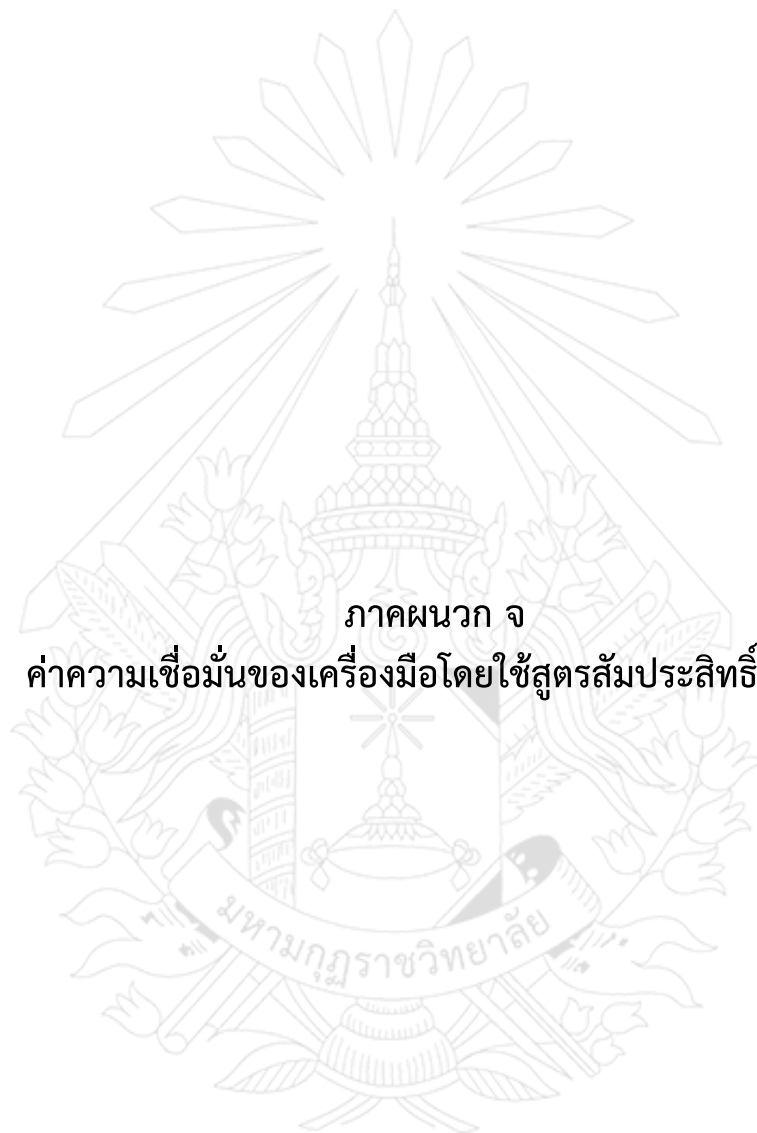 ภาคผนวก จ
ค่าความเชื่อมั่นของเครื่องมือโดยใช้สูตรสัมประสิทธิ์
มหามกุฏราชวิทยาลัย